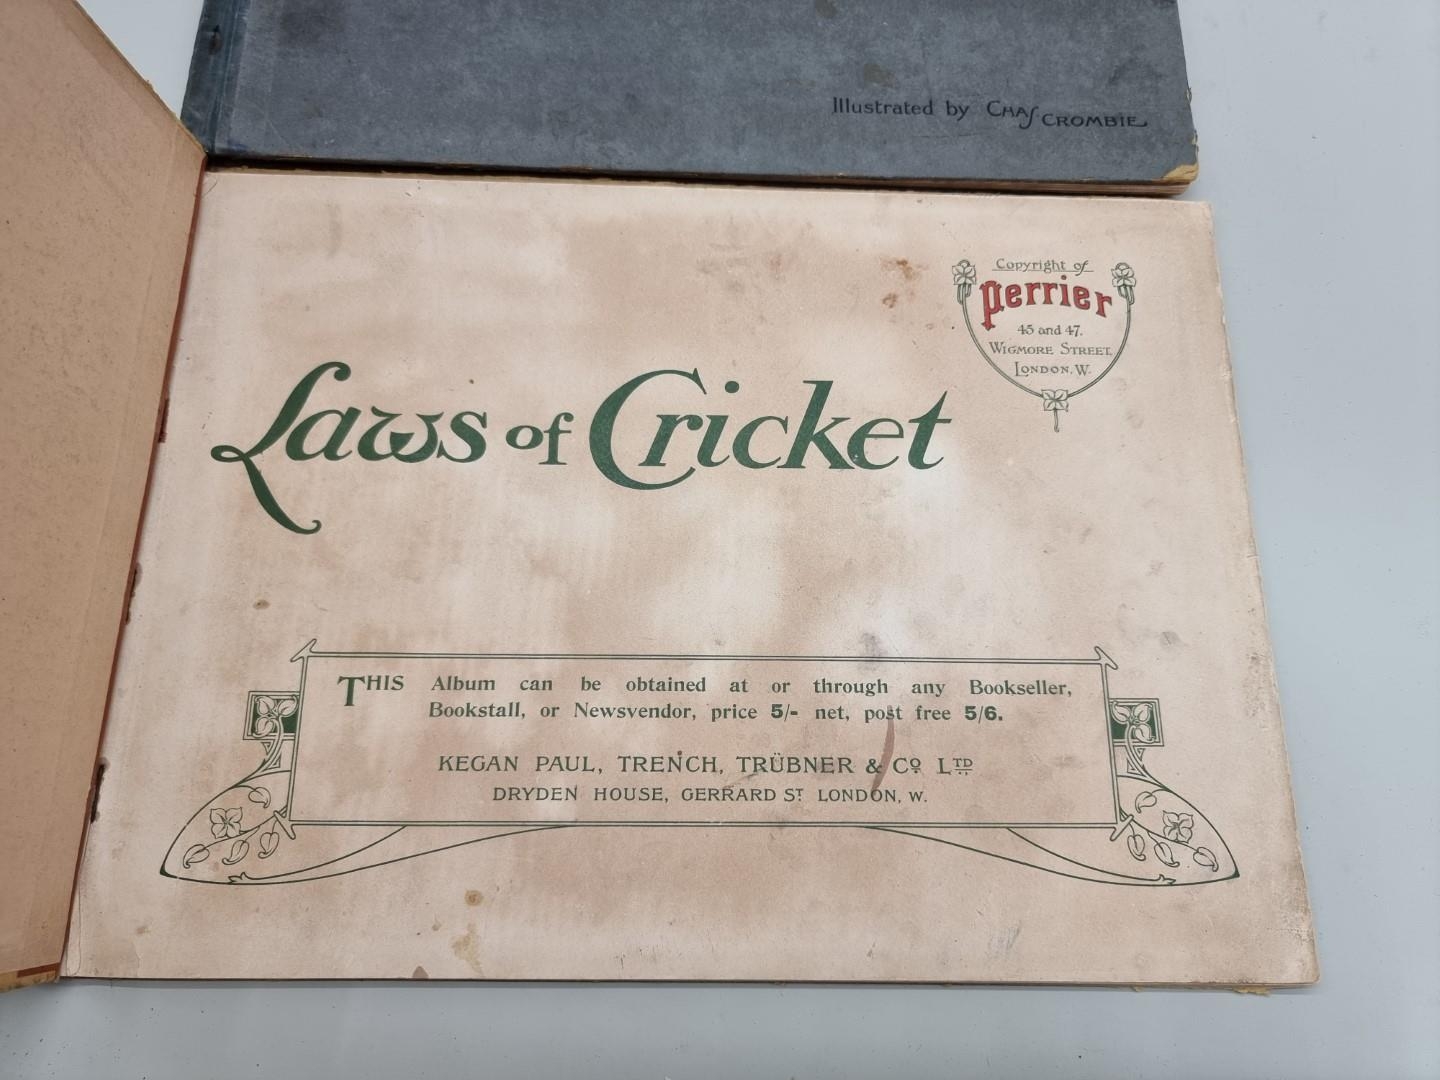 Illustrated by CHAS CROMBIE
Copyright of
Perrier
45 and 47.
WIGMORE STREET,
LONDON. W.
Laws of Cricket
THIS Album can be obtained at or through any Bookseller,
Bookstall, or Newsvendor, price 5/- net, post free 5/6.
KEGAN PAUL, TRENCH, TRÜBNER & Co LTD
DRYDEN HOUSE, GERRARD ST LONDON, W.